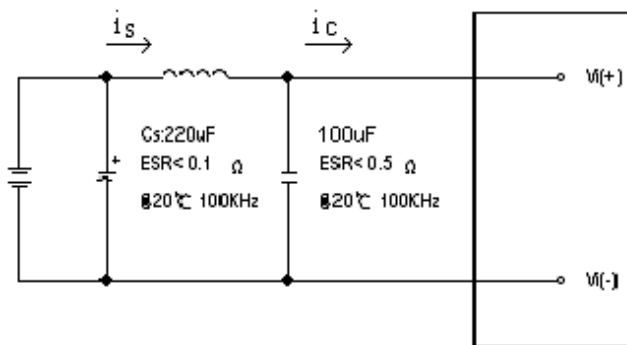 iS
iC
Vi(+)
Cs:220uF
ESR<0.1 Ω
20℃ 100KHz
100uF
ESR<0.5 Ω
20℃ 100KHz
+
Vi(-)